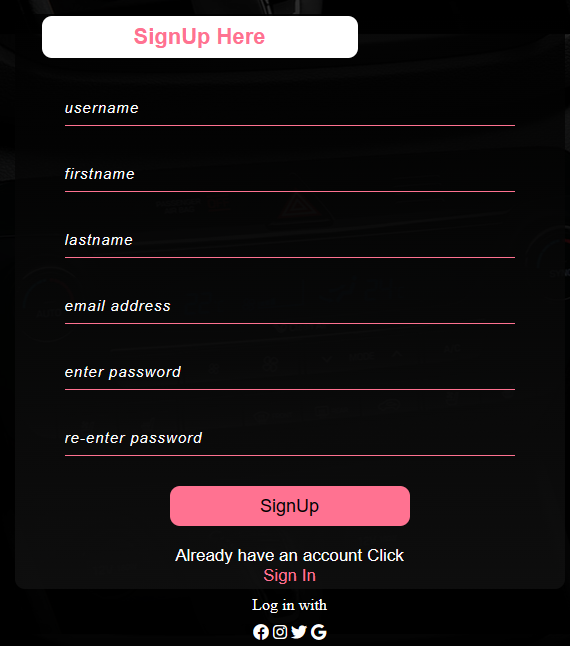 SignUp Here
username
firstname
lastname
email address
enter password
re-enter password
SignUp
Already have an account Click
Sign In
Log in with